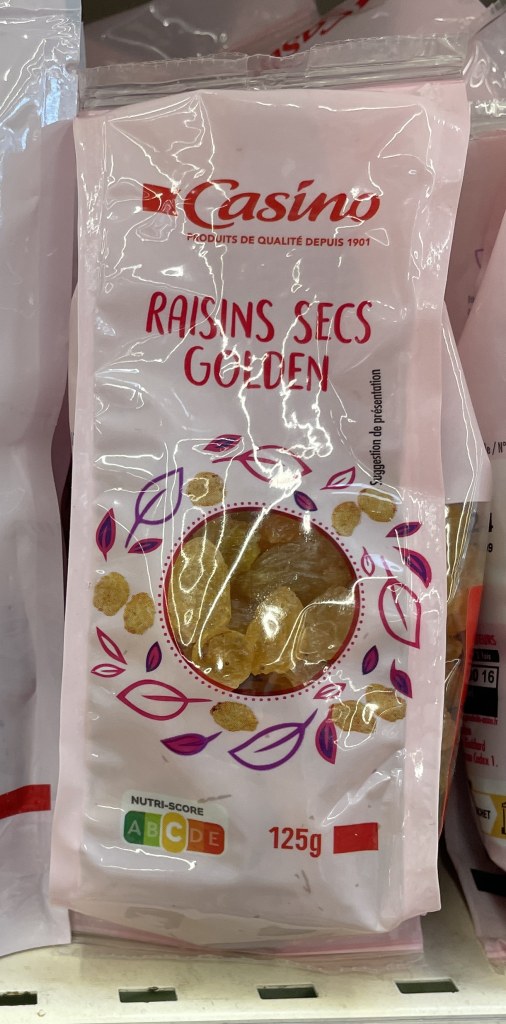 Casino
PRODUITS DE QUALITÉ DEPUIS 1901
RAISINS SECS
GOLDEN
Suggestion de présentation
NUTRI-SCORE
A B C D E
125g